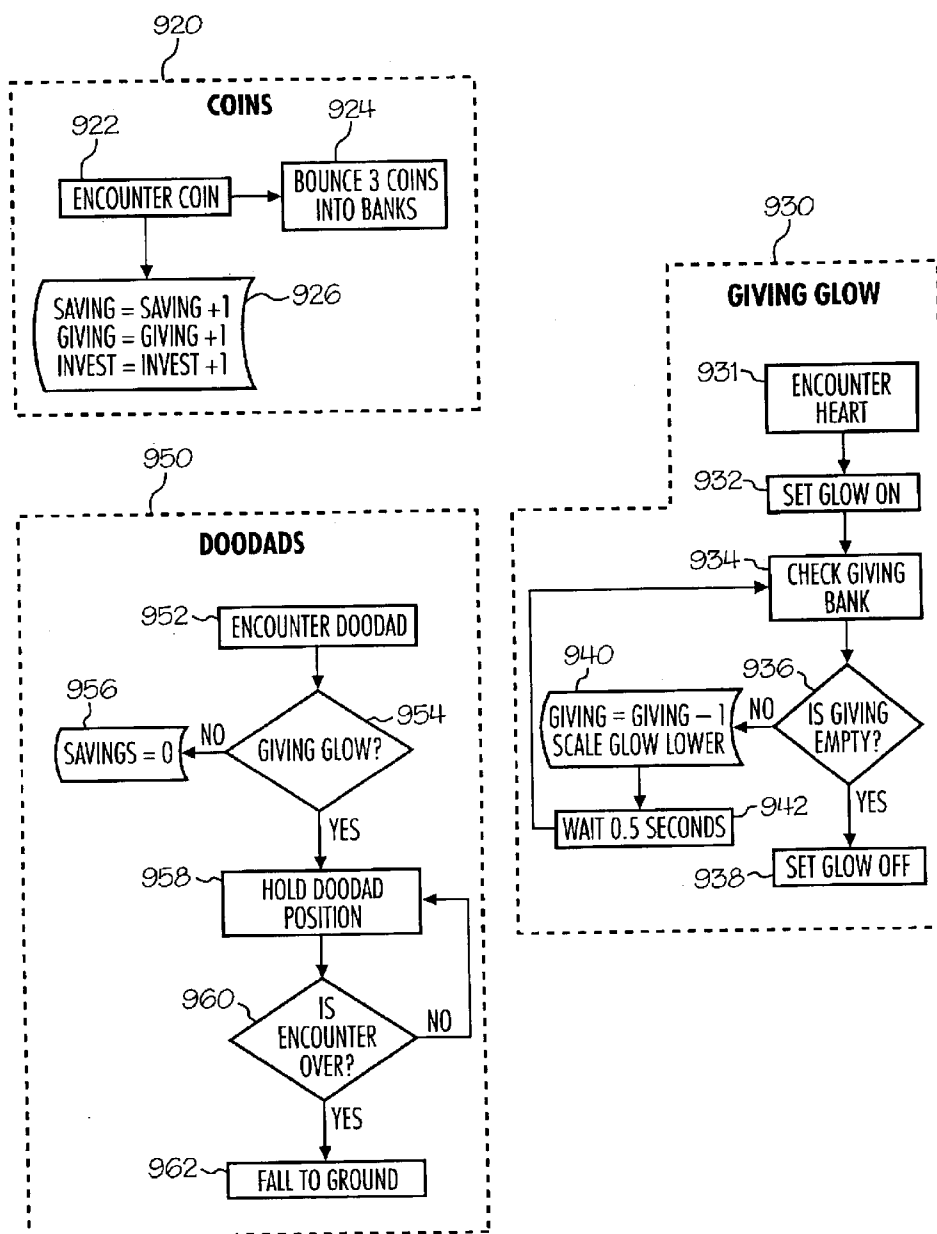 920
COINS
922
924
ENCOUNTER COIN
BOUNCE 3 COINS
INTO BANKS
926
SAVING = SAVING +1
GIVING = GIVING +1
INVEST = INVEST +1
930
GIVING GLOW
931
ENCOUNTER
HEART
932
SET GLOW ON
934
CHECK GIVING
BANK
936
IS GIVING
EMPTY?
NO
940
GIVING = GIVING – 1
SCALE GLOW LOWER
WAIT 0.5 SECONDS
942
YES
938
SET GLOW OFF
950
DOODADS
952
ENCOUNTER DOODAD
954
GIVING GLOW?
NO
956
SAVINGS = 0
YES
958
HOLD DOODAD
POSITION
960
IS
ENCOUNTER
OVER?
NO
YES
962
FALL TO GROUND